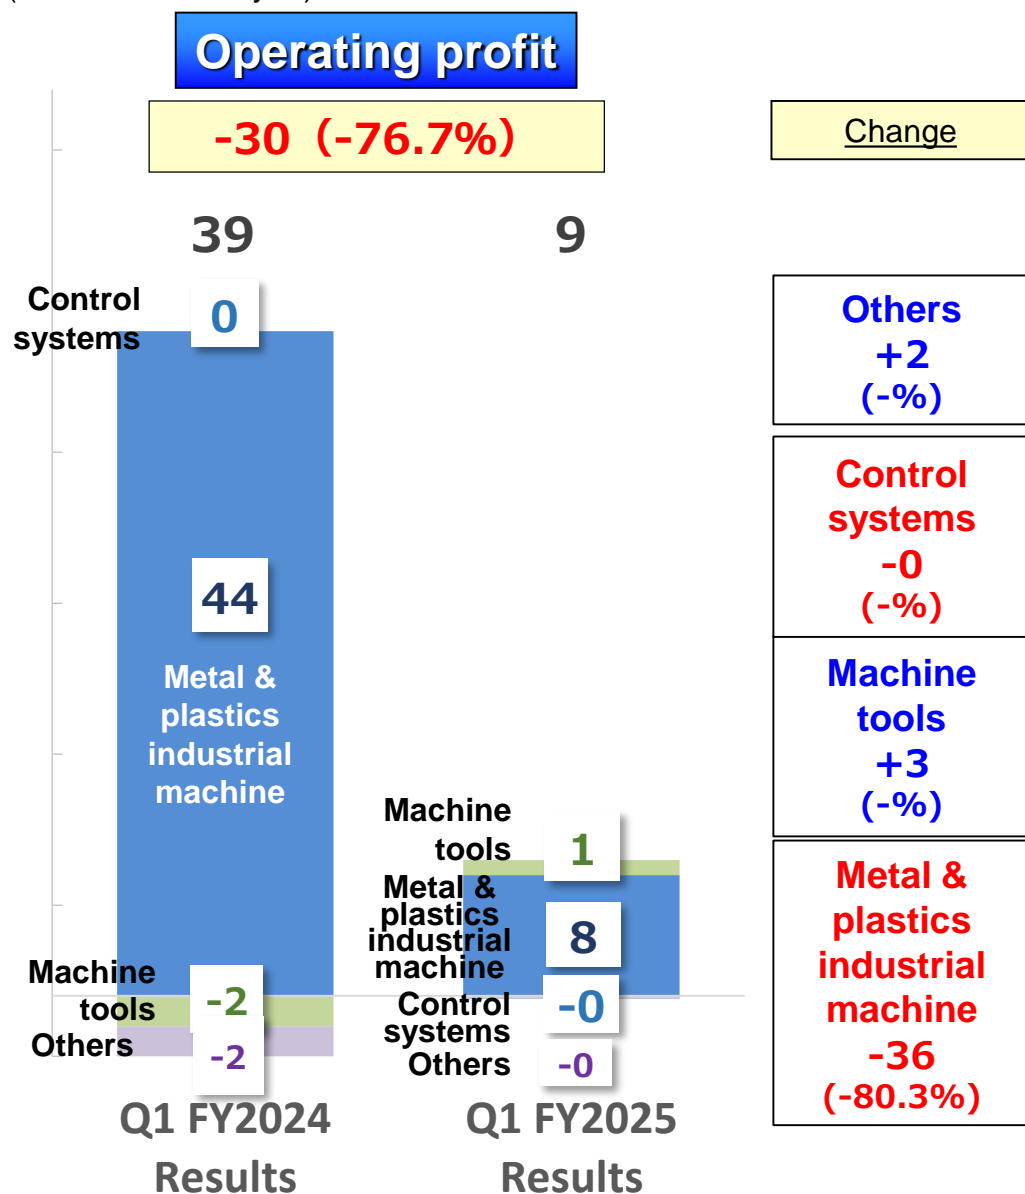 Operating profit
-30 (-76.7%)
Change
39
9
Control
systems
0
44
Metal &
plastics
industrial
machine
Machine
tools
-2
Others
-2
Machine
tools
1
Metal &
plastics
industrial
machine
8
Control
systems
-0
Others
-0
Q1 FY2024
Results
Q1 FY2025
Results
Others
+2
(-%)
Control
systems
-0
(-%)
Machine
tools
+3
(-%)
Metal &
plastics
industrial
machine
-36
(-80.3%)